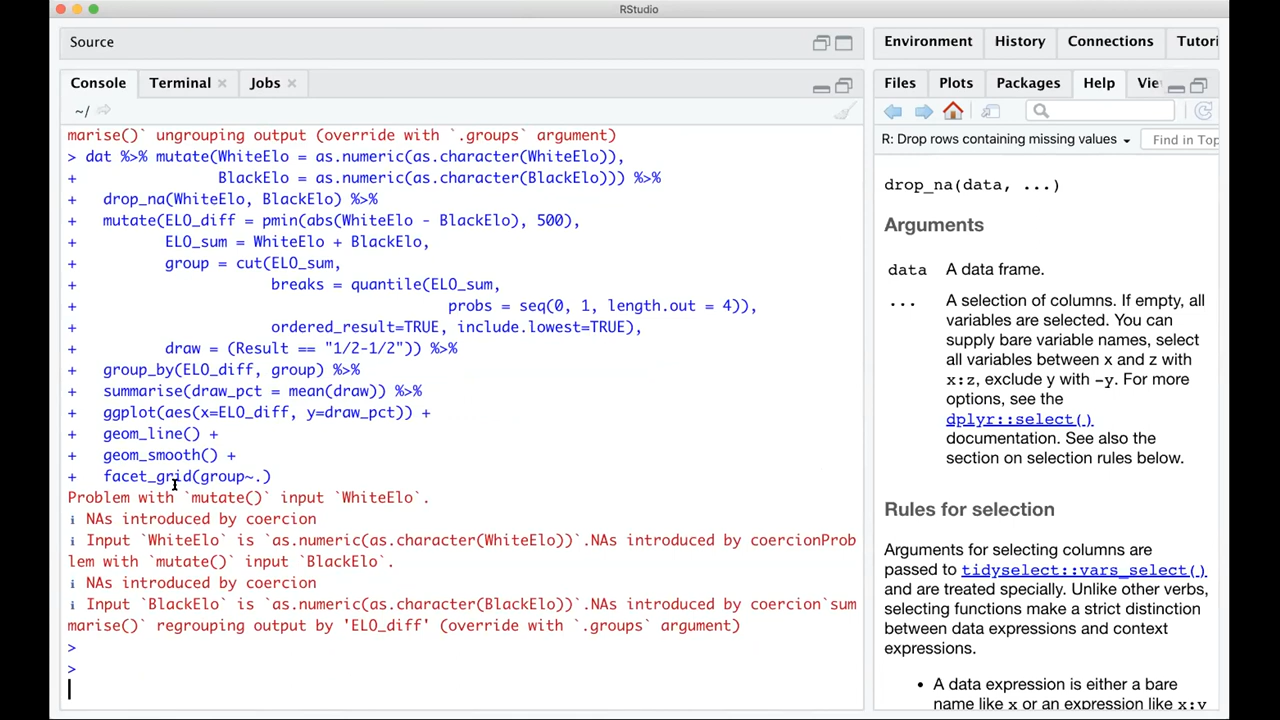 RStudio
Source
Console
Terminal
Jobs
~/
marise()` ungrouping output (override with `.groups` argument)
> dat %>% mutate(WhiteElo = as.numeric(as.character(WhiteElo)),
+ BlackElo = as.numeric(as.character(BlackElo))) %>%
+ drop_na(WhiteElo, BlackElo) %>%
+ mutate(ELO_diff = pmin(abs(WhiteElo - BlackElo), 500),
+ ELO_sum = WhiteElo + BlackElo,
+ group = cut(ELO_sum,
+ breaks = quantile(ELO_sum,
+ probs = seq(0, 1, length.out = 4)),
+ ordered_result=TRUE, include.lowest=TRUE),
+ draw = (Result == "1/2-1/2")) %>%
+ group_by(ELO_diff, group) %>%
+ summarise(draw_pct = mean(draw)) %>%
+ ggplot(aes(x=ELO_diff, y=draw_pct)) +
+ geom_line() +
+ geom_smooth() +
+ facet_grid(group~.)
Problem with `mutate()` input `WhiteElo`.
ℹ NAs introduced by coercion
ℹ Input `WhiteElo` is `as.numeric(as.character(WhiteElo))`.NAs introduced by coercionProb
lem with `mutate()` input `BlackElo`.
ℹ NAs introduced by coercion
ℹ Input `BlackElo` is `as.numeric(as.character(BlackElo))`.NAs introduced by coercion`sum
marise()` regrouping output by 'ELO_diff' (override with `.groups` argument)
>
>
Environment
History
Connections
Tutori
Files
Plots
Packages
Help
Vie
R: Drop rows containing missing values
Find in Top
drop_na(data, ...)
Arguments
data A data frame.
... A selection of columns. If empty, all
variables are selected. You can
supply bare variable names, select
all variables between x and z with
x:z, exclude y with -y. For more
options, see the
dplyr::select()
documentation. See also the
section on selection rules below.
Rules for selection
Arguments for selecting columns are
passed to tidyselect::vars_select()
and are treated specially. Unlike other verbs,
selecting functions make a strict distinction
between data expressions and context
expressions.
• A data expression is either a bare
name like x or an expression like x:y